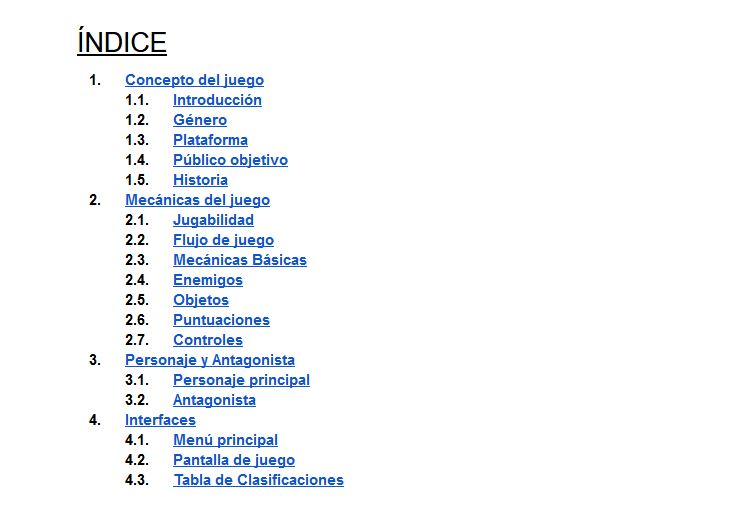 ÍNDICE
1. Concepto del juego
1.1. Introducción
1.2. Género
1.3. Plataforma
1.4. Público objetivo
1.5. Historia
2. Mecánicas del juego
2.1. Jugabilidad
2.2. Flujo de juego
2.3. Mecánicas Básicas
2.4. Enemigos
2.5. Objetos
2.6. Puntuaciones
2.7. Controles
3. Personaje y Antagonista
3.1. Personaje principal
3.2. Antagonista
4. Interfaces
4.1. Menú principal
4.2. Pantalla de juego
4.3. Tabla de Clasificaciones